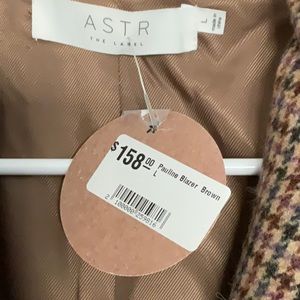 ASTR
THE LABEL
L
$158.00
L
Pauline Blazer Brown